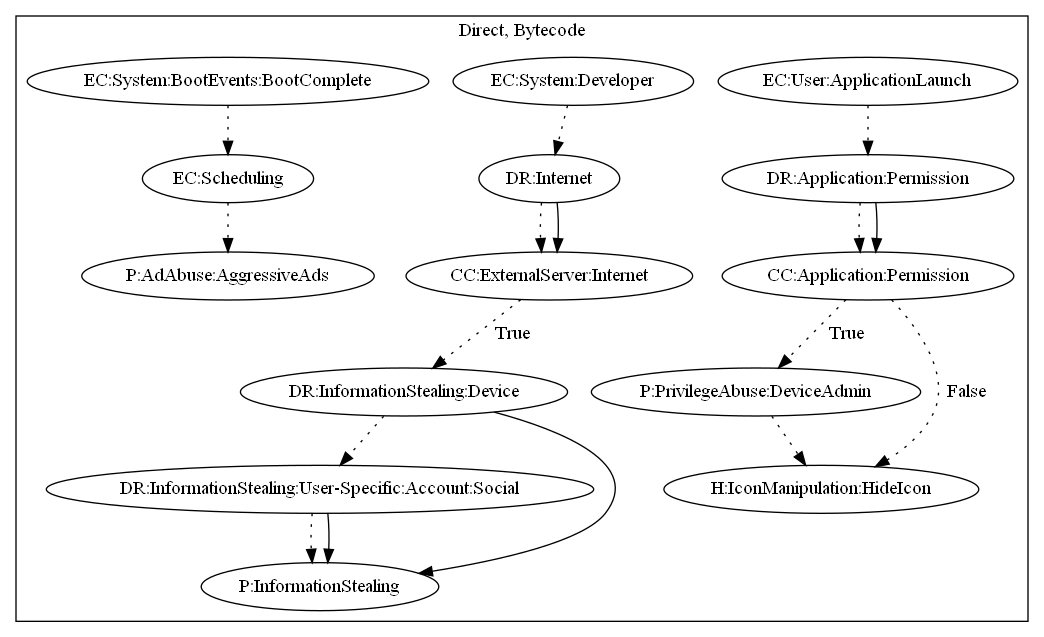 Direct, Bytecode
EC:System:BootEvents:BootComplete
EC:System:Developer
EC:User:ApplicationLaunch
EC:Scheduling
DR:Internet
DR:Application:Permission
P:AdAbuse:AggressiveAds
CC:ExternalServer:Internet
CC:Application:Permission
True
True
DR:InformationStealing:Device
P:PrivilegeAbuse:DeviceAdmin
False
DR:InformationStealing:User-Specific:Account:Social
H:IconManipulation:HideIcon
P:InformationStealing